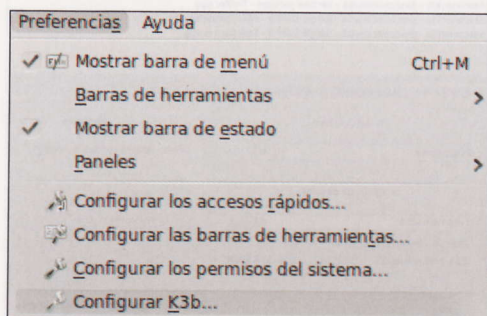 Preferencias Ayuda
Mostrar barra de menú Ctrl+M
Barras de herramientas
Mostrar barra de estado
Paneles
Configurar los accesos rápidos...
Configurar las barras de herramientas...
Configurar los permisos del sistema...
Configurar K3b...